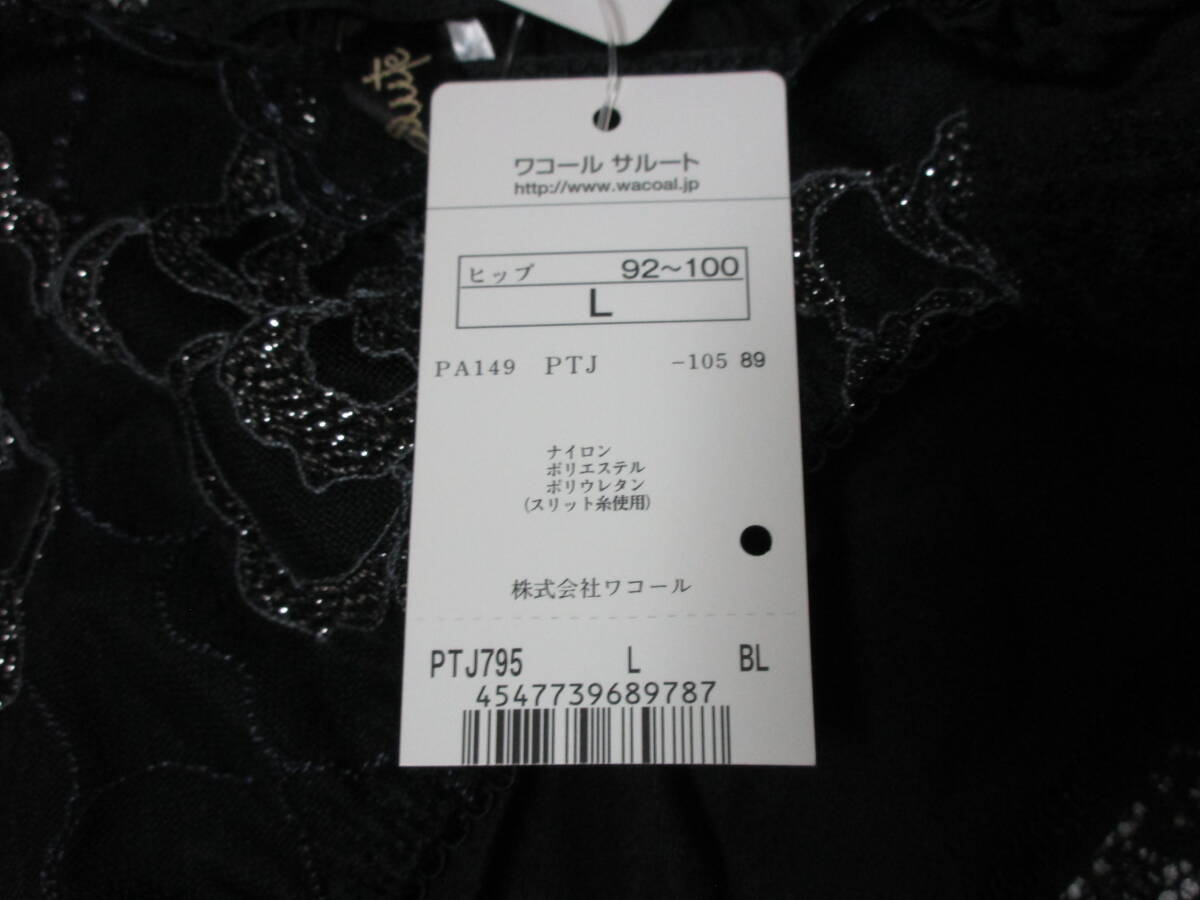 ワコール サルート
http://www.wacoal.jp
ヒップ 92～100
L
PA149 PTJ -105 89
ナイロン
ポリエステル
ポリウレタン
(スリット糸使用)
株式会社ワコール
PTJ795 L BL
4547739689787